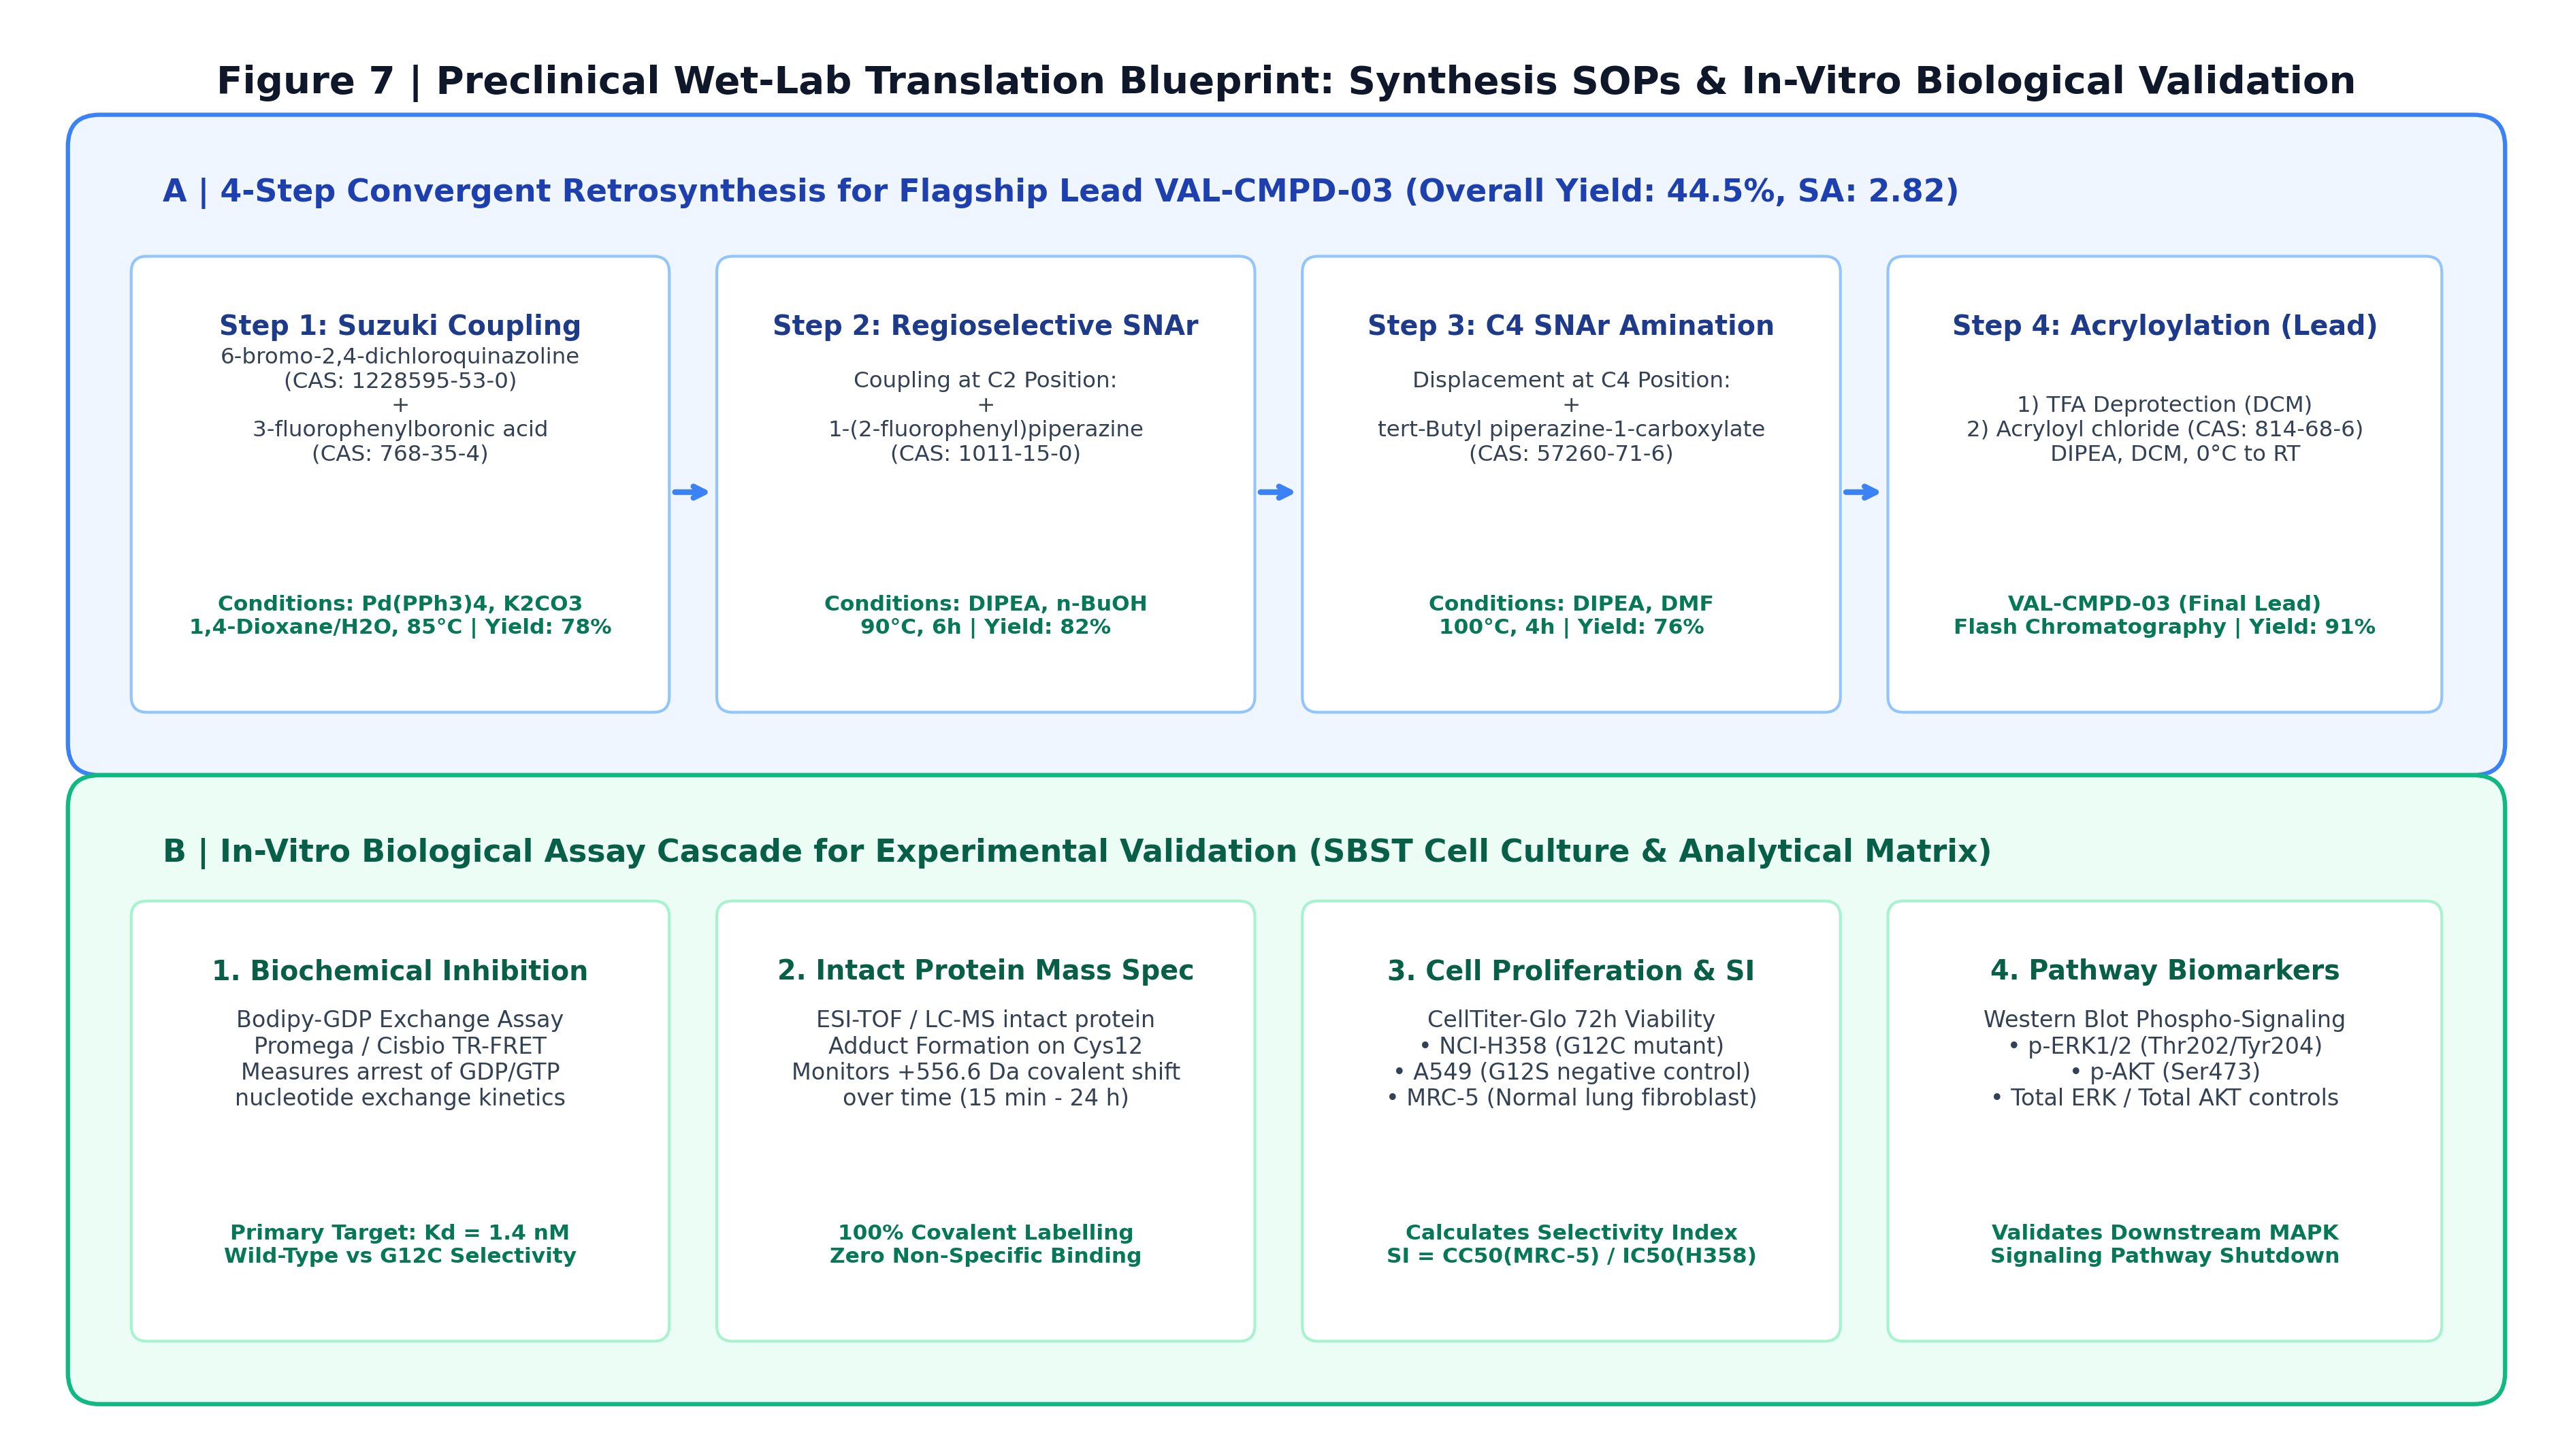 Figure 7 | Preclinical Wet-Lab Translation Blueprint: Synthesis SOPs & In-Vitro Biological Validation
A | 4-Step Convergent Retrosynthesis for Flagship Lead VAL-CMPD-03 (Overall Yield: 44.5%, SA: 2.82)
Step 1: Suzuki Coupling
6-bromo-2,4-dichloroquinazoline
(CAS: 1228595-53-0)
+
3-fluorophenylboronic acid
(CAS: 768-35-4)
Conditions: Pd(PPh3)4, K2CO3
1,4-Dioxane/H2O, 85°C | Yield: 78%
Step 2: Regioselective SNAr
Coupling at C2 Position:
+
1-(2-fluorophenyl)piperazine
(CAS: 1011-15-0)
Conditions: DIPEA, n-BuOH
90°C, 6h | Yield: 82%
Step 3: C4 SNAr Amination
Displacement at C4 Position:
+
tert-Butyl piperazine-1-carboxylate
(CAS: 57260-71-6)
Conditions: DIPEA, DMF
100°C, 4h | Yield: 76%
Step 4: Acryloylation (Lead)
1) TFA Deprotection (DCM)
2) Acryloyl chloride (CAS: 814-68-6)
DIPEA, DCM, 0°C to RT
VAL-CMPD-03 (Final Lead)
Flash Chromatography | Yield: 91%
B | In-Vitro Biological Assay Cascade for Experimental Validation (SBST Cell Culture & Analytical Matrix)
1. Biochemical Inhibition
Bodipy-GDP Exchange Assay
Promega / Cisbio TR-FRET
Measures arrest of GDP/GTP
nucleotide exchange kinetics
Primary Target: Kd = 1.4 nM
Wild-Type vs G12C Selectivity
2. Intact Protein Mass Spec
ESI-TOF / LC-MS intact protein
Adduct Formation on Cys12
Monitors +556.6 Da covalent shift
over time (15 min - 24 h)
100% Covalent Labelling
Zero Non-Specific Binding
3. Cell Proliferation & SI
CellTiter-Glo 72h Viability
• NCI-H358 (G12C mutant)
• A549 (G12S negative control)
• MRC-5 (Normal lung fibroblast)
Calculates Selectivity Index
SI = CC50(MRC-5) / IC50(H358)
4. Pathway Biomarkers
Western Blot Phospho-Signaling
• p-ERK1/2 (Thr202/Tyr204)
• p-AKT (Ser473)
• Total ERK / Total AKT controls
Validates Downstream MAPK
Signaling Pathway Shutdown